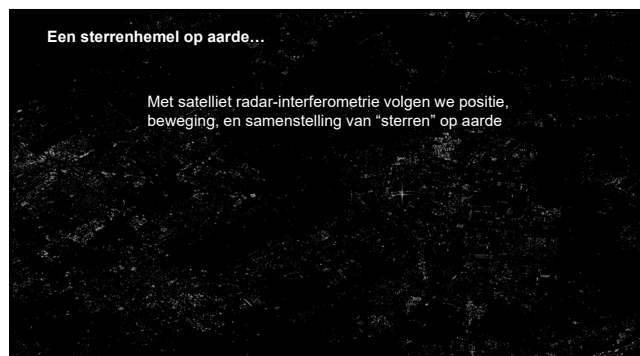 Een sterrenhemel op aarde…
Met satelliet radar-interferometrie volgen we positie,
beweging, en samenstelling van “sterren” op aarde